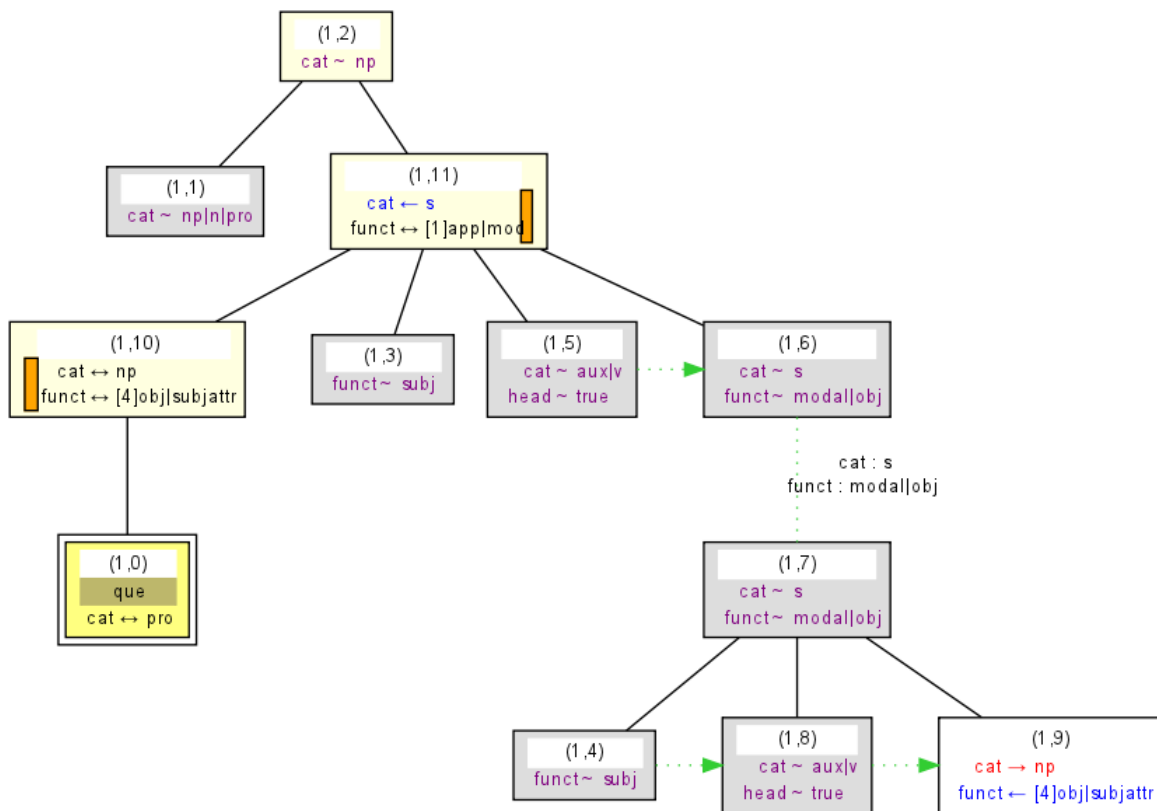 (1,2)
cat ~ np
(1,1)
cat ~ np|n|pro
(1,11)
cat ← s
funct ↔ [1]app|mod
(1,10)
cat ↔ np
funct ↔ [4]obj|subjattr
(1,3)
funct ~ subj
(1,5)
cat ~ aux|v
head ~ true
(1,6)
cat ~ s
funct ~ modal|obj
cat : s
funct : modal|obj
(1,0)
que
cat ↔ pro
(1,7)
cat ~ s
funct ~ modal|obj
(1,4)
funct ~ subj
(1,8)
cat ~ aux|v
head ~ true
(1,9)
cat → np
funct ← [4]obj|subjattr